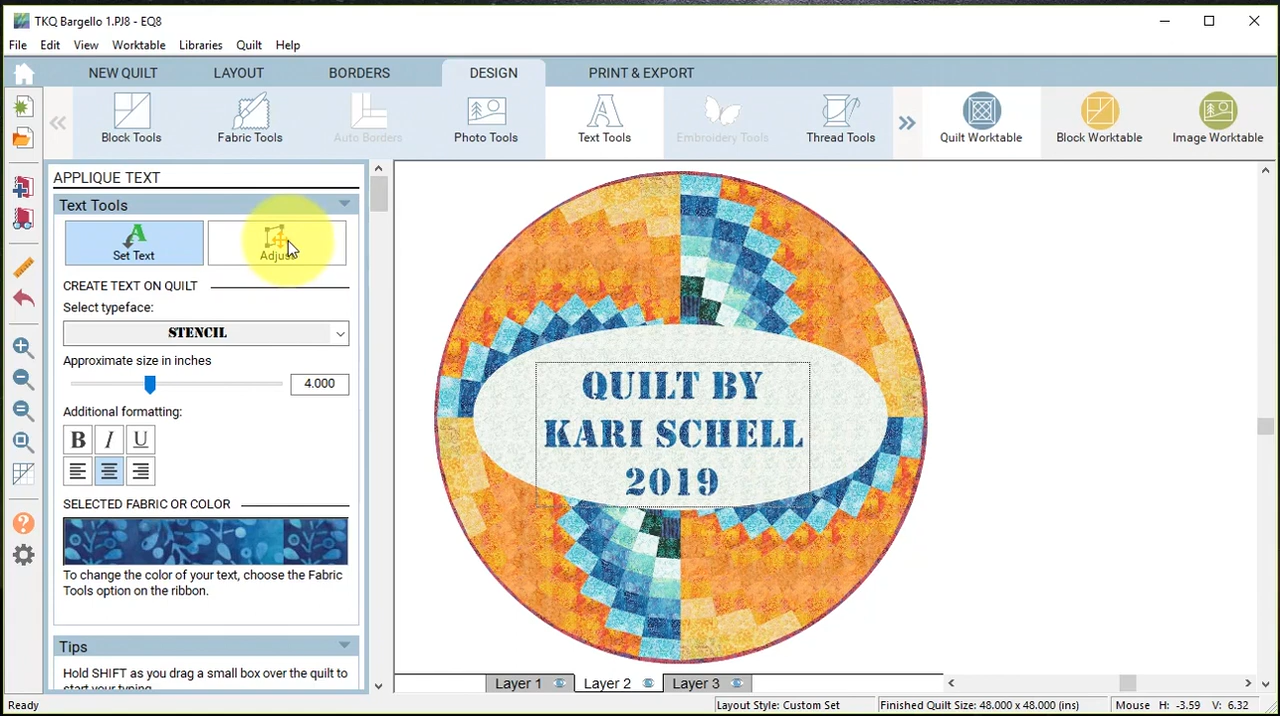 TKQ Bargello 1.PJ8 - EQ8
File Edit View Worktable Libraries Quilt Help
NEW QUILT LAYOUT BORDERS DESIGN PRINT & EXPORT
Block Tools Fabric Tools Auto Borders Photo Tools Text Tools Embroidery Tools Thread Tools Quilt Worktable Block Worktable Image Worktable
APPLIQUE TEXT
Text Tools
Set Text Adjust
CREATE TEXT ON QUILT
Select typeface:
STENCIL
Approximate size in inches
4.000
Additional formatting:
B I U
SELECTED FABRIC OR COLOR
To change the color of your text, choose the Fabric
Tools option on the ribbon.
Tips
Hold SHIFT as you drag a small box over the quilt to
start your typing.
QUILT BY
KARI SCHELL
2019
Layer 1 Layer 2 Layer 3
Ready Layout Style: Custom Set Finished Quilt Size: 48.000 x 48.000 (ins) Mouse H: -3.59 V: 6.32